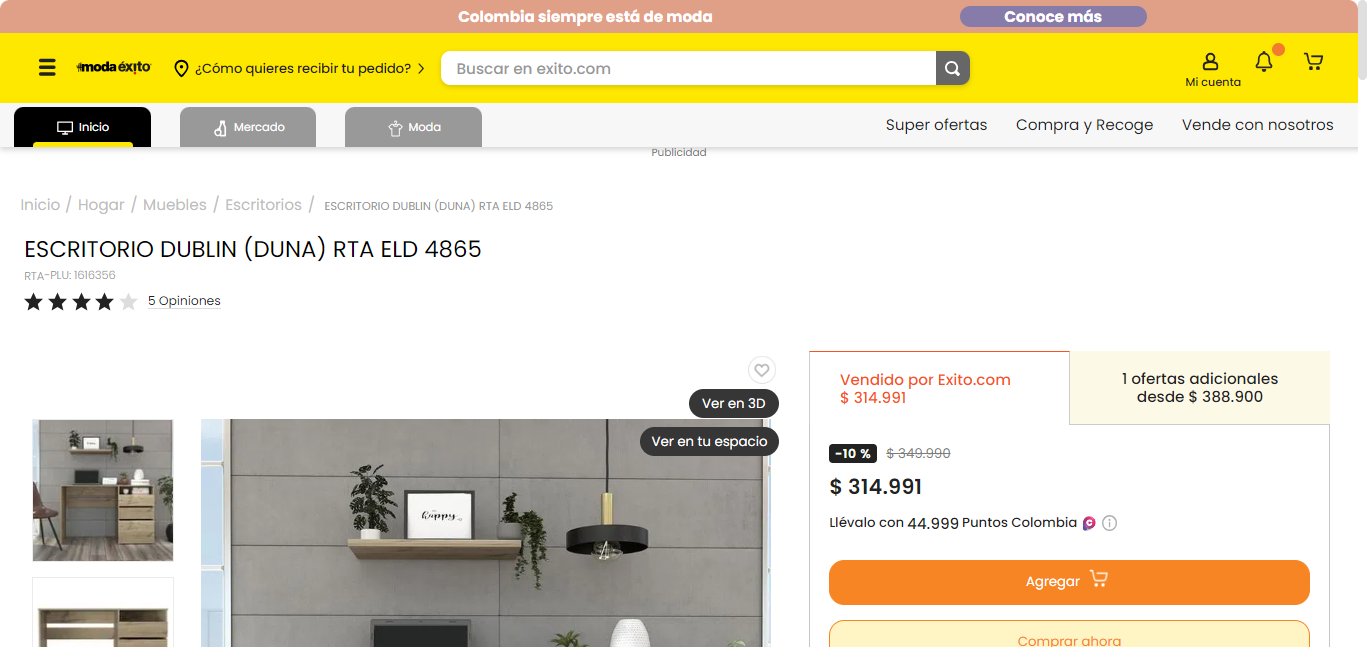 Colombia siempre está de moda
Conoce más
moda éxito
¿Cómo quieres recibir tu pedido?
Buscar en exito.com
Mi cuenta
Inicio
Mercado
Moda
Super ofertas
Compra y Recoge
Vende con nosotros
Publicidad
Inicio / Hogar / Muebles / Escritorios / ESCRITORIO DUBLIN (DUNA) RTA ELD 4865
ESCRITORIO DUBLIN (DUNA) RTA ELD 4865
RTA-PLU: 1616356
5 Opiniones
Ver en 3D
Ver en tu espacio
happy
Vendido por Exito.com
$ 314.991
1 ofertas adicionales
desde $ 388.900
-10 % $ 349.990
$ 314.991
Llévalo con 44.999 Puntos Colombia
Agregar
Comprar ahora